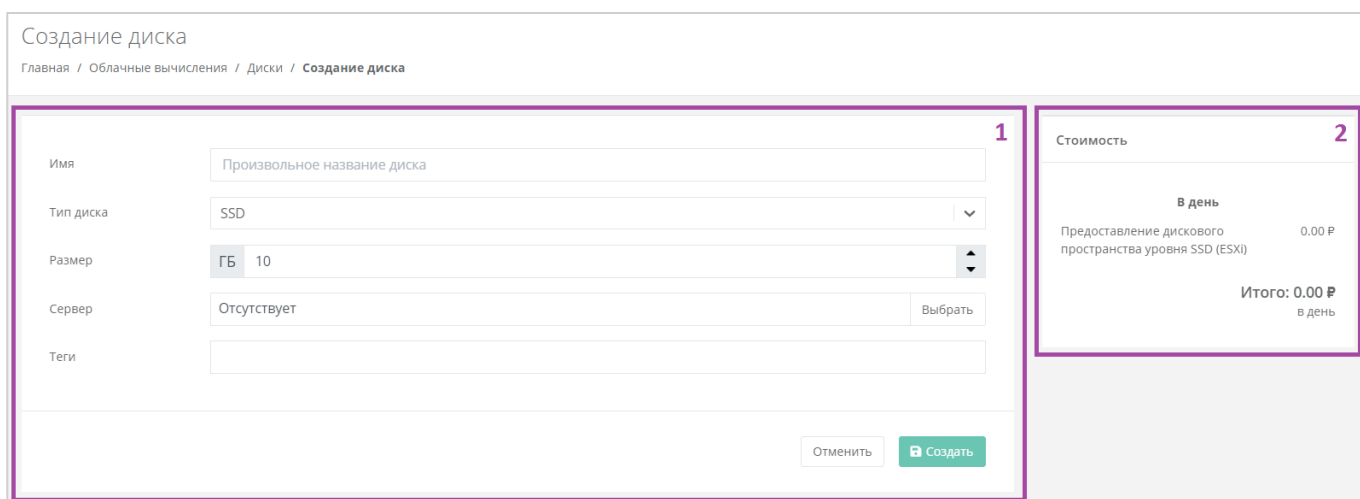 Создание диска
Главная / Облачные вычисления / Диски / Создание диска
1
Имя
Произвольное название диска
Тип диска
SSD
Размер
ГБ 10
Сервер
Отсутствует
Выбрать
Теги
Отменить
Создать
2
Стоимость
В день
Предоставление дискового 0.00 ₽
пространства уровня SSD (ESXi)
Итого: 0.00 ₽
в день